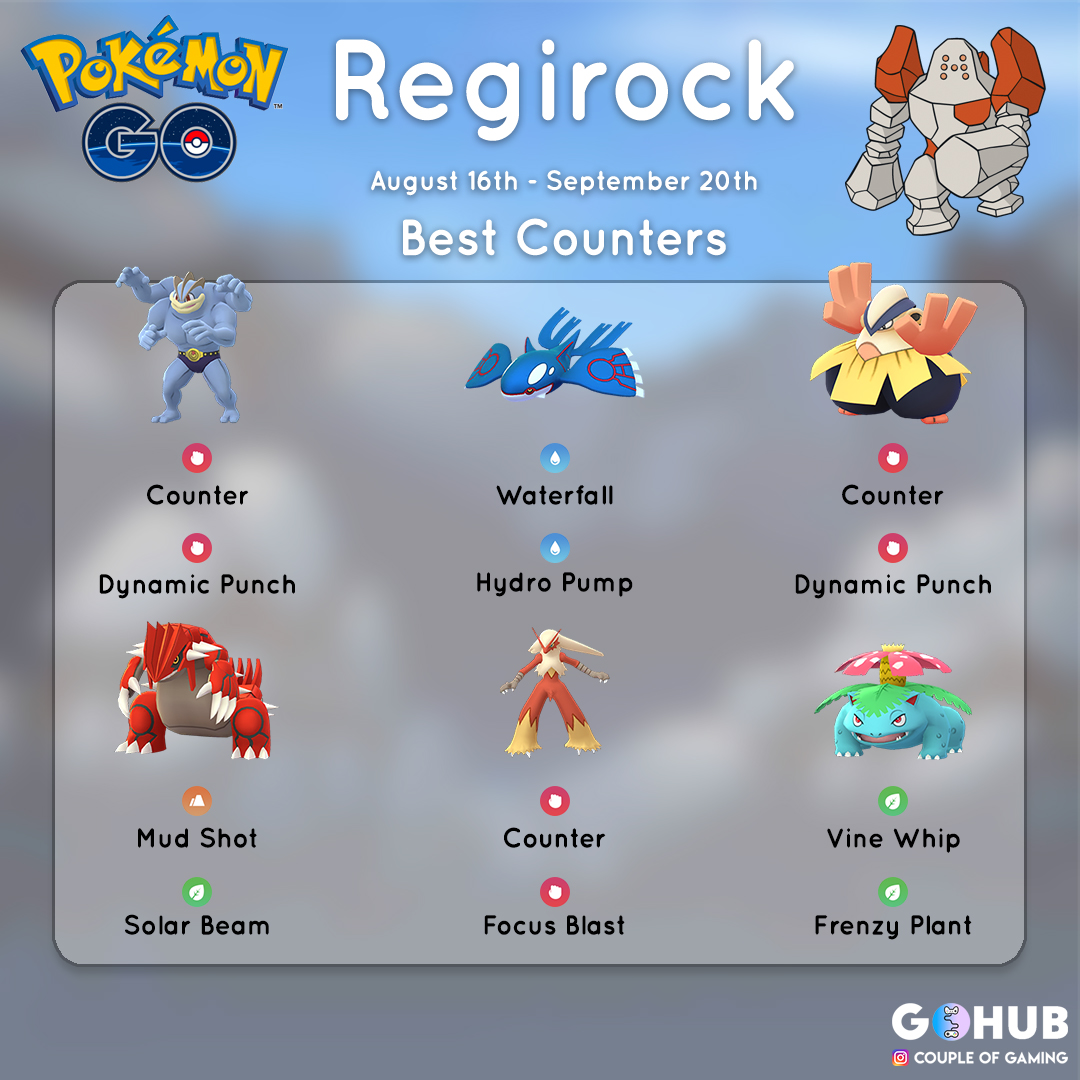 POKéMON
GO
TM
Regirock
August 16th - September 20th
Best Counters
Counter
Dynamic Punch
Waterfall
Hydro Pump
Counter
Dynamic Punch
Mud Shot
Solar Beam
Counter
Focus Blast
Vine Whip
Frenzy Plant
GOHUB
COUPLE OF GAMING